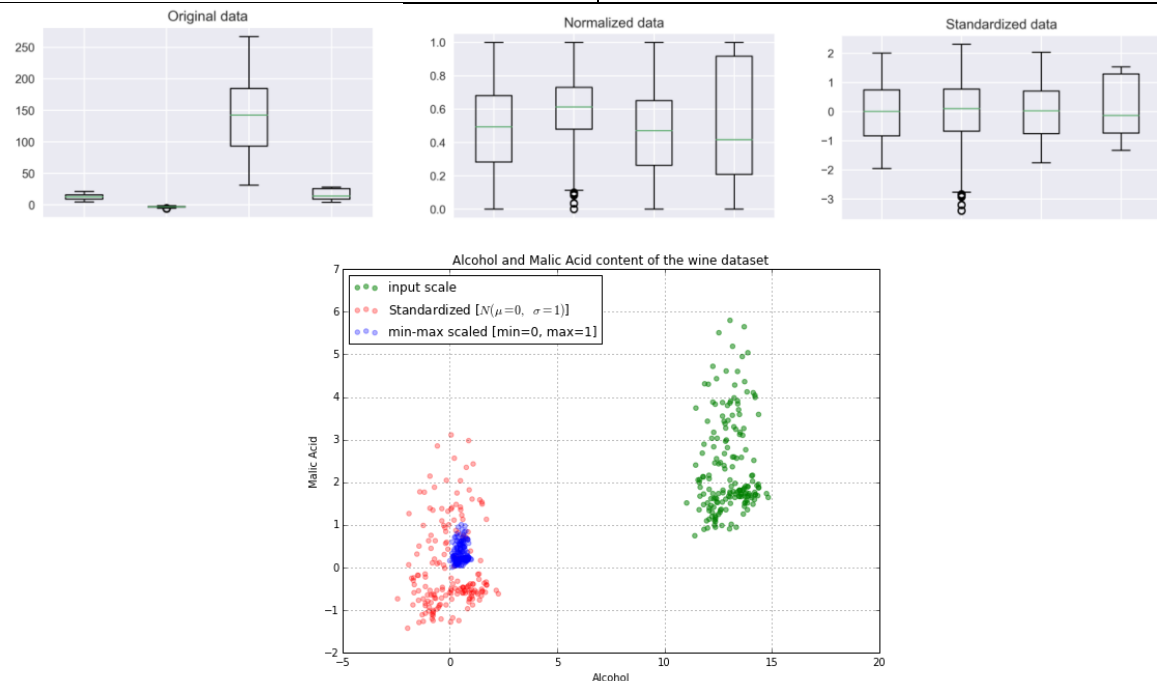 Original data
250
200
150
100
50
0
Normalized data
1.0
0.8
0.6
0.4
0.2
0.0
Standardized data
2
1
0
−1
−2
−3
Alcohol and Malic Acid content of the wine dataset
7
6
5
4
3
2
1
0
−1
−2
Malic Acid
input scale
Standardized [N(μ=0, σ=1)]
min-max scaled [min=0, max=1]
−5 0 5 10 15 20
Alcohol